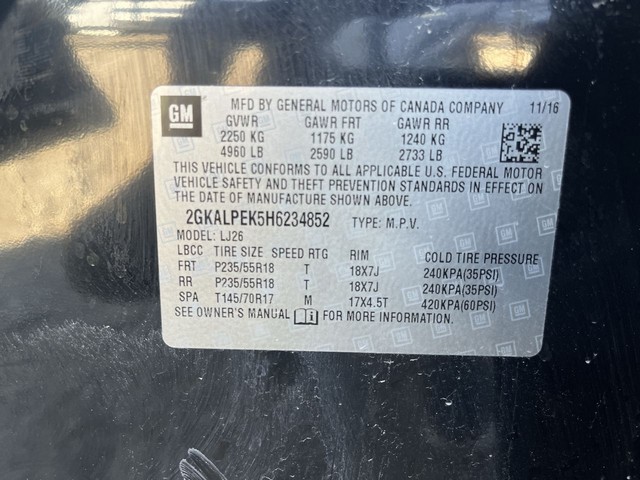 GM
MFD BY GENERAL MOTORS OF CANADA COMPANY 11/16
GVWR GAWR FRT GAWR RR
2250 KG 1175 KG 1240 KG
4960 LB 2590 LB 2733 LB
THIS VEHICLE CONFORMS TO ALL APPLICABLE U.S. FEDERAL MOTOR
VEHICLE SAFETY AND THEFT PREVENTION STANDARDS IN EFFECT ON
THE DATE OF MANUFACTURE SHOWN ABOVE.
2GKALPEK5H6234852 TYPE: M.P.V.
MODEL: LJ26
LBCC TIRE SIZE SPEED RTG RIM COLD TIRE PRESSURE
FRT P235/55R18 T 18X7J 240KPA(35PSI)
RR P235/55R18 T 18X7J 240KPA(35PSI)
SPA T145/70R17 M 17X4.5T 420KPA(60PSI)
SEE OWNER'S MANUAL FOR MORE INFORMATION.